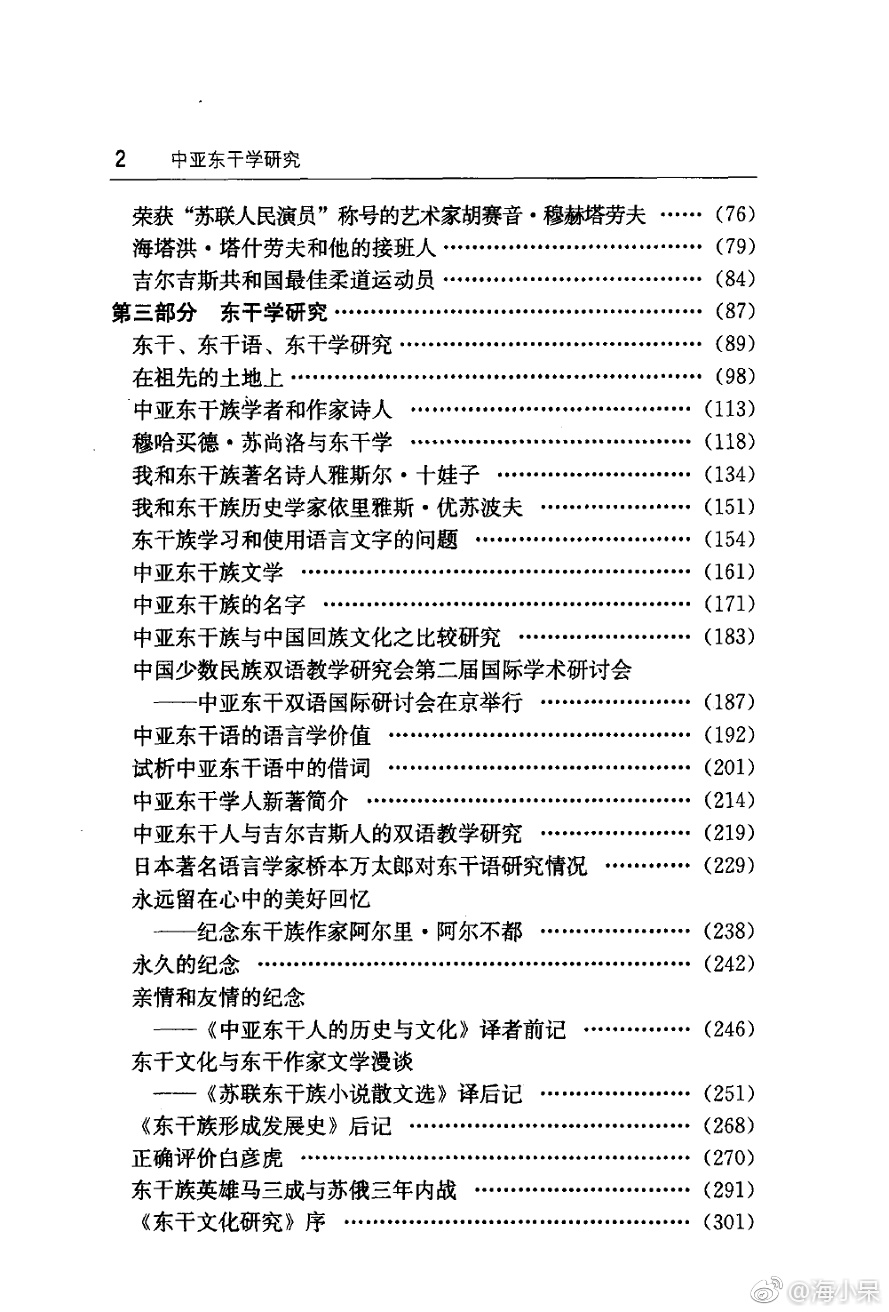 2 中亚东干学研究
荣获“苏联人民演员”称号的艺术家胡赛音·穆赫塔劳夫 …… (76)
海塔洪·塔什劳夫和他的接班人 …… (79)
吉尔吉斯共和国最佳柔道运动员 …… (84)
第三部分 东干学研究 …… (87)
东干、东干语、东干学研究 …… (89)
在祖先的土地上 …… (98)
中亚东干族学者和作家诗人 …… (113)
穆哈买德·苏尚洛与东干学 …… (118)
我和东干族著名诗人雅斯尔·十娃子 …… (134)
我和东干族历史学家依里雅斯·优苏波夫 …… (151)
东干族学习和使用语言文字的问题 …… (154)
中亚东干族文学 …… (161)
中亚东干族的名字 …… (171)
中亚东干族与中国回族文化之比较研究 …… (183)
中国少数民族双语教学研究会第二届国际学术研讨会
——中亚东干双语国际研讨会在京举行 …… (187)
中亚东干语的语言学价值 …… (192)
试析中亚东干语中的借词 …… (201)
中亚东干学人新著简介 …… (214)
中亚东干人与吉尔吉斯人的双语教学研究 …… (219)
日本著名语言学家桥本万太郎对东干语研究情况 …… (229)
永远留在心中的美好回忆
——纪念东干族作家阿尔里·阿尔不都 …… (238)
永久的纪念 …… (242)
亲情和友情的纪念
——《中亚东干人的历史与文化》译者前记 …… (246)
东干文化与东干作家文学漫谈
——《苏联东干族小说散文选》译后记 …… (251)
《东干族形成发展史》后记 …… (268)
正确评价白彦虎 …… (270)
东干族英雄马三成与苏俄三年内战 …… (291)
《东干文化研究》序 …… (301)
@海小呆